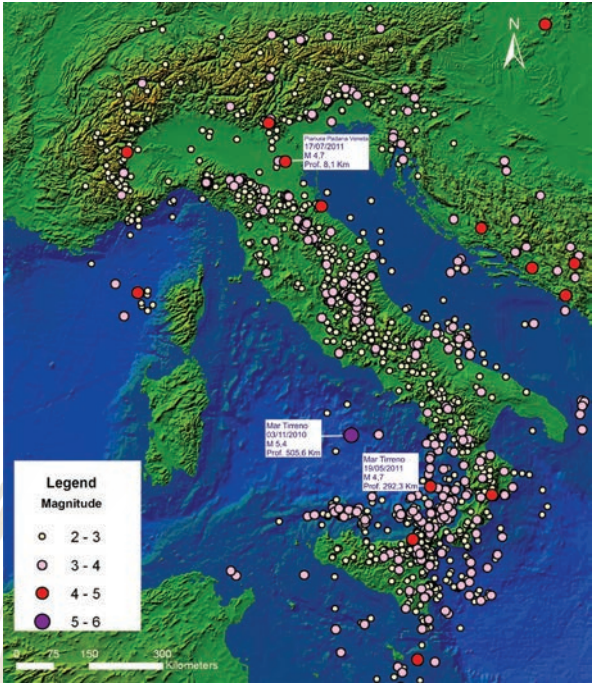 N
Pianura Padana Veneta
17/07/2011
M 4,7
Prof. 8,1 Km
Mar Tirreno
03/11/2010
M 5,4
Prof. 505,6 Km
Mar Tirreno
19/05/2011
M 4,7
Prof. 292,3 Km
Legend
Magnitude
2 - 3
3 - 4
4 - 5
5 - 6
0 75 150 300
Kilometers